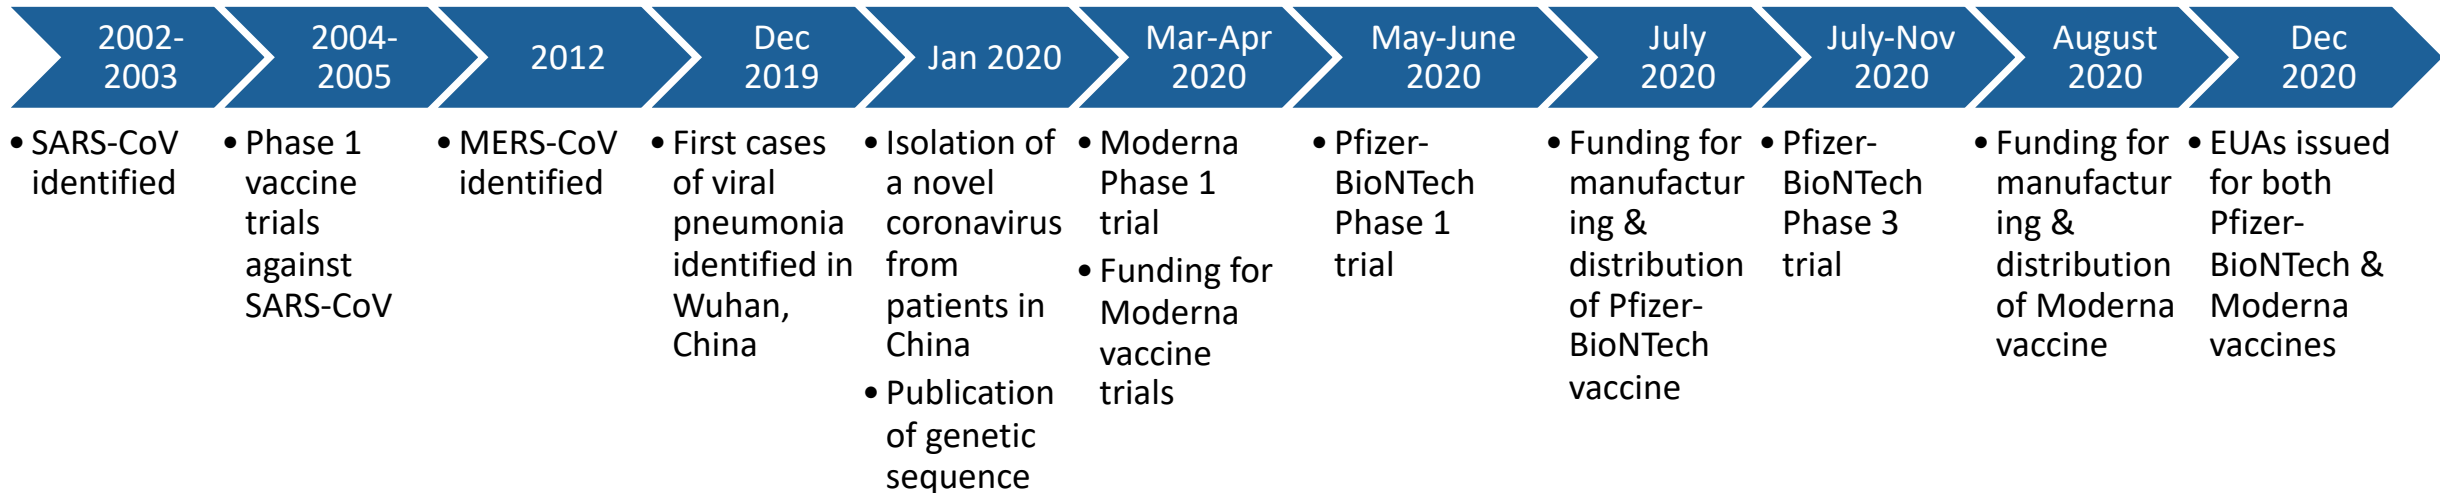 2002-
2003
2004-
2005
2012
Dec
2019
Jan 2020
Mar-Apr
2020
May-June
2020
July
2020
July-Nov
2020
August
2020
Dec
2020
• SARS-CoV
identified
• Phase 1
vaccine
trials
against
SARS-CoV
• MERS-CoV
identified
• First cases
of viral
pneumonia
identified in
Wuhan,
China
• Isolation of
a novel
coronavirus
from
patients in
China
• Publication
of genetic
sequence
• Moderna
Phase 1
trial
• Funding for
Moderna
vaccine
trials
• Pfizer-
BioNTech
Phase 1
trial
• Funding for
manufactur
ing &
distribution
of Pfizer-
BioNTech
vaccine
• Pfizer-
BioNTech
Phase 3
trial
• Funding for
manufactur
ing &
distribution
of Moderna
vaccine
• EUAs issued
for both
Pfizer-
BioNTech &
Moderna
vaccines